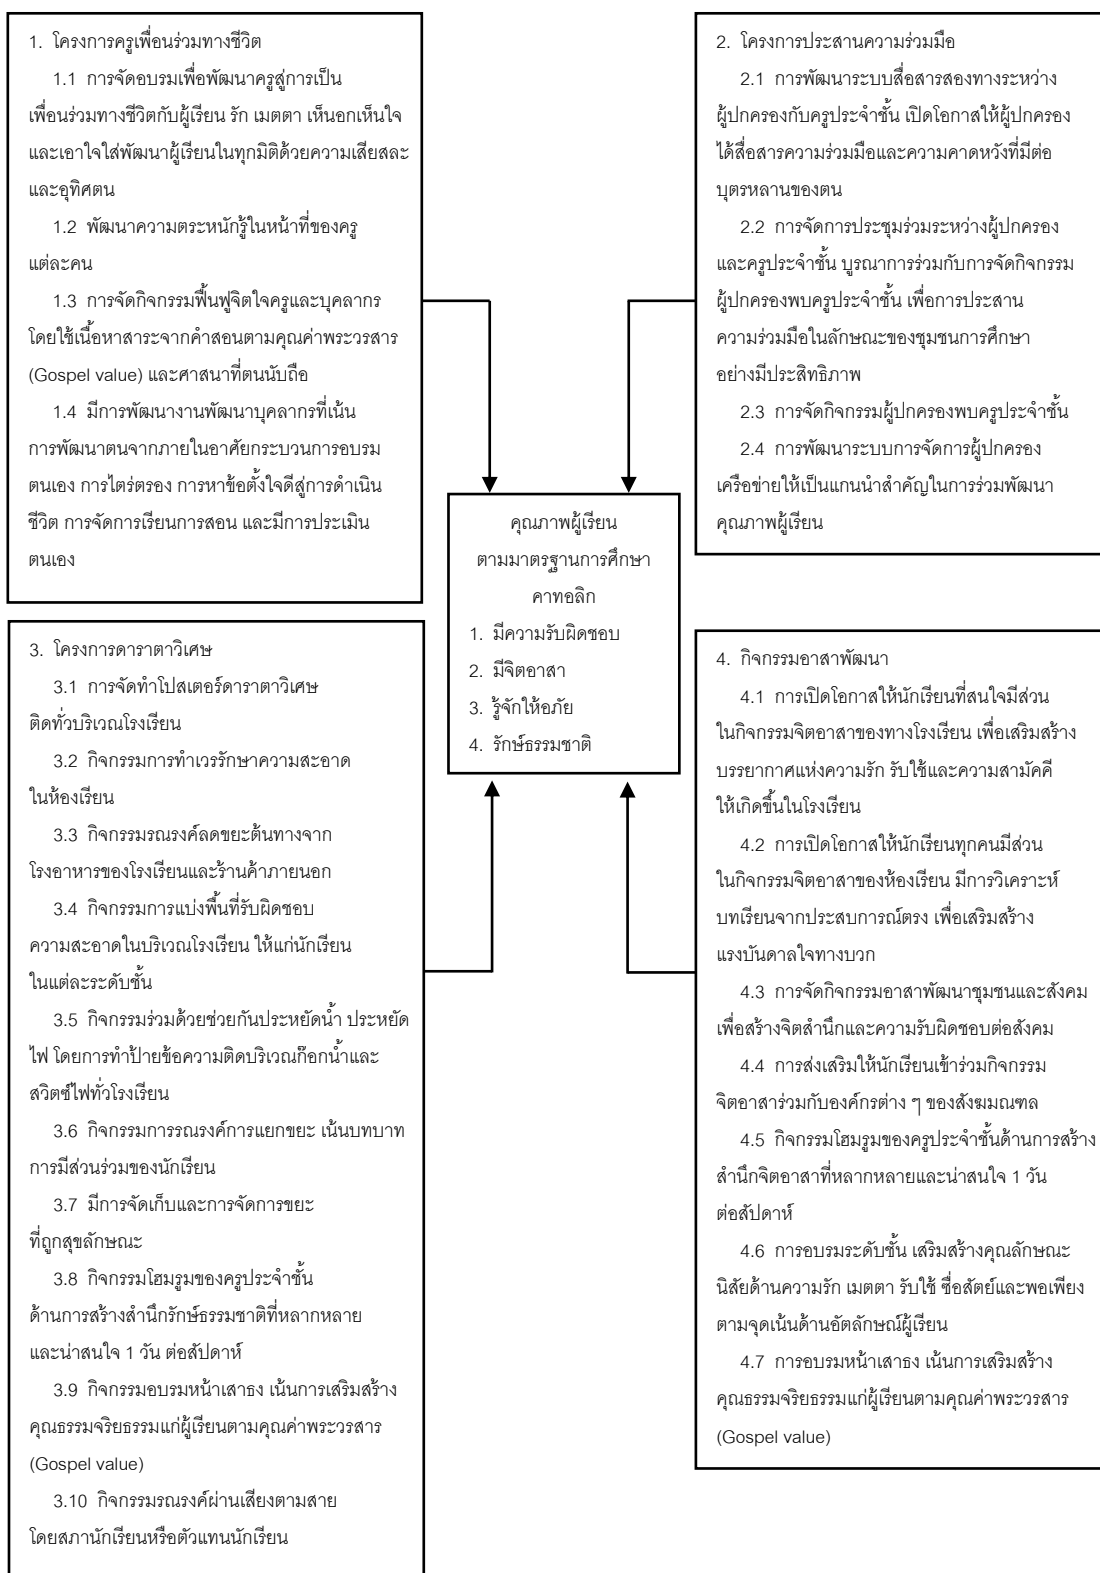 1. โครงการครูเพื่อนร่วมทางชีวิต
1.1 การจัดอบรมเพื่อพัฒนาครูสู่การเป็น
เพื่อนร่วมทางชีวิตกับผู้เรียน รัก เมตตา เห็นอกเห็นใจ
และเอาใจใส่พัฒนาผู้เรียนในทุกมิติด้วยความเสียสละ
และอุทิศตน
1.2 พัฒนาความตระหนักรู้ในหน้าที่ของครู
แต่ละคน
1.3 การจัดกิจกรรมฟื้นฟูจิตใจครูและบุคลากร
โดยใช้เนื้อหาสาระจากคำสอนตามคุณค่าพระวรสาร
(Gospel value) และศาสนาที่ตนนับถือ
1.4 มีการพัฒนางานพัฒนาบุคลากรที่เน้น
การพัฒนาตนจากภายในอาศัยกระบวนการอบรม
ตนเอง การไตร่ตรอง การหาข้อตั้งใจดีสู่การดำเนิน
ชีวิต การจัดการเรียนการสอน และมีการประเมิน
ตนเอง
2. โครงการประสานความร่วมมือ
2.1 การพัฒนาระบบสื่อสารสองทางระหว่าง
ผู้ปกครองกับครูประจำชั้น เปิดโอกาสให้ผู้ปกครอง
ได้สื่อสารความร่วมมือและความคาดหวังที่มีต่อ
บุตรหลานของตน
2.2 การจัดการประชุมร่วมระหว่างผู้ปกครอง
และครูประจำชั้น บูรณาการร่วมกับการจัดกิจกรรม
ผู้ปกครองพบครูประจำชั้น เพื่อการประสาน
ความร่วมมือในลักษณะของชุมชนการศึกษา
อย่างมีประสิทธิภาพ
2.3 การจัดกิจกรรมผู้ปกครองพบครูประจำชั้น
2.4 การพัฒนาระบบการจัดการผู้ปกครอง
เครือข่ายให้เป็นแกนนำสำคัญในการร่วมพัฒนา
คุณภาพผู้เรียน
คุณภาพผู้เรียน
ตามมาตรฐานการศึกษา
คาทอลิก
1. มีความรับผิดชอบ
2. มีจิตอาสา
3. รู้จักให้อภัย
4. รักษ์ธรรมชาติ
3. โครงการดาราตาวิเศษ
3.1 การจัดทำโปสเตอร์ดาราตาวิเศษ
ติดทั่วบริเวณโรงเรียน
3.2 กิจกรรมการทำเวรรักษาความสะอาด
ในห้องเรียน
3.3 กิจกรรมรณรงค์ลดขยะต้นทางจาก
โรงอาหารของโรงเรียนและร้านค้าภายนอก
3.4 กิจกรรมการแบ่งพื้นที่รับผิดชอบ
ความสะอาดในบริเวณโรงเรียน ให้แก่นักเรียน
ในแต่ละระดับชั้น
3.5 กิจกรรมร่วมด้วยช่วยกันประหยัดน้ำ ประหยัด
ไฟ โดยการทำป้ายข้อความติดบริเวณก๊อกน้ำและ
สวิตซ์ไฟทั่วโรงเรียน
3.6 กิจกรรมการรณรงค์การแยกขยะ เน้นบทบาท
การมีส่วนร่วมของนักเรียน
3.7 มีการจัดเก็บและการจัดการขยะ
ที่ถูกสุขลักษณะ
3.8 กิจกรรมโฮมรูมของครูประจำชั้น
ด้านการสร้างสำนึกรักษ์ธรรมชาติที่หลากหลาย
และน่าสนใจ 1 วัน ต่อสัปดาห์
3.9 กิจกรรมอบรมหน้าเสาธง เน้นการเสริมสร้าง
คุณธรรมจริยธรรมแก่ผู้เรียนตามคุณค่าพระวรสาร
(Gospel value)
3.10 กิจกรรมรณรงค์ผ่านเสียงตามสาย
โดยสภานักเรียนหรือตัวแทนนักเรียน
4. กิจกรรมอาสาพัฒนา
4.1 การเปิดโอกาสให้นักเรียนที่สนใจมีส่วน
ในกิจกรรมจิตอาสาของทางโรงเรียน เพื่อเสริมสร้าง
บรรยากาศแห่งความรัก รับใช้และความสามัคคี
ให้เกิดขึ้นในโรงเรียน
4.2 การเปิดโอกาสให้นักเรียนทุกคนมีส่วน
ในกิจกรรมจิตอาสาของห้องเรียน มีการวิเคราะห์
บทเรียนจากประสบการณ์ตรง เพื่อเสริมสร้าง
แรงบันดาลใจทางบวก
4.3 การจัดกิจกรรมอาสาพัฒนาชุมชนและสังคม
เพื่อสร้างจิตสำนึกและความรับผิดชอบต่อสังคม
4.4 การส่งเสริมให้นักเรียนเข้าร่วมกิจกรรม
จิตอาสาร่วมกับองค์กรต่าง ๆ ของสังฆมณฑล
4.5 กิจกรรมโฮมรูมของครูประจำชั้นด้านการสร้าง
สำนึกจิตอาสาที่หลากหลายและน่าสนใจ 1 วัน
ต่อสัปดาห์
4.6 การอบรมระดับชั้น เสริมสร้างคุณลักษณะ
นิสัยด้านความรัก เมตตา รับใช้ ซื่อสัตย์และพอเพียง
ตามจุดเน้นด้านอัตลักษณ์ผู้เรียน
4.7 การอบรมหน้าเสาธง เน้นการเสริมสร้าง
คุณธรรมจริยธรรมแก่ผู้เรียนตามคุณค่าพระวรสาร
(Gospel value)